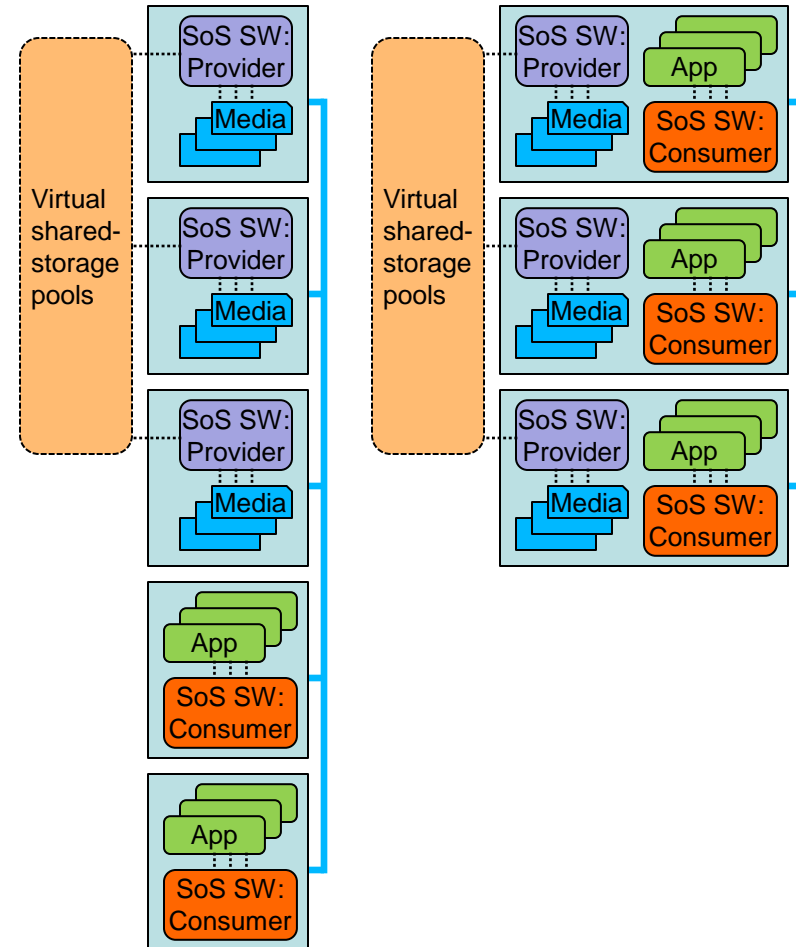 Virtual
shared-
storage
pools
SoS SW:
Provider
Media
SoS SW:
Provider
Media
SoS SW:
Provider
Media
App
SoS SW:
Consumer
App
SoS SW:
Consumer
Virtual
shared-
storage
pools
SoS SW:
Provider
Media
App
SoS SW:
Consumer
SoS SW:
Provider
Media
App
SoS SW:
Consumer
SoS SW:
Provider
Media
App
SoS SW:
Consumer